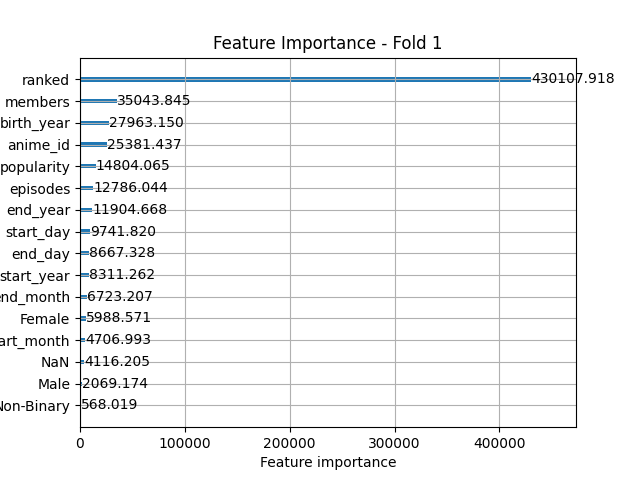 Feature Importance - Fold 1
ranked 430107.918
members 35043.845
birth_year 27963.150
anime_id 25381.437
popularity 14804.065
episodes 12786.044
end_year 11904.668
start_day 9741.820
end_day 8667.328
start_year 8311.262
end_month 6723.207
Female 5988.571
art_month 4706.993
NaN 4116.205
Male 2069.174
Non-Binary 568.019
0 100000 200000 300000 400000
Feature importance